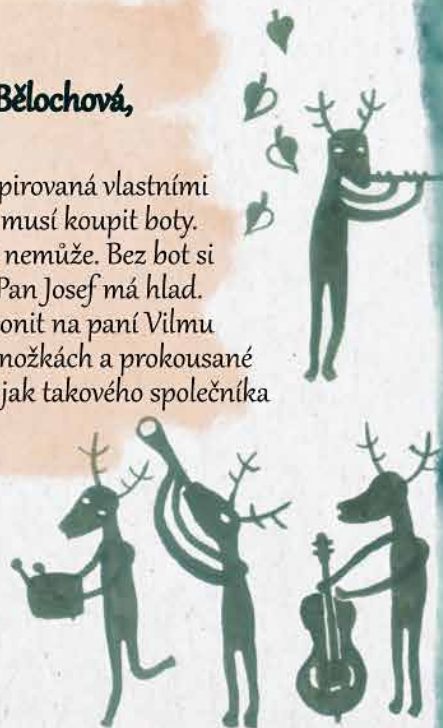 Bělochová,
pirovaná vlastními
musí koupit boty.
nemůže. Bez bot si
Pan Josef má hlad.
onit na paní Vilmu
nožkách a prokousané
jak takového společníka